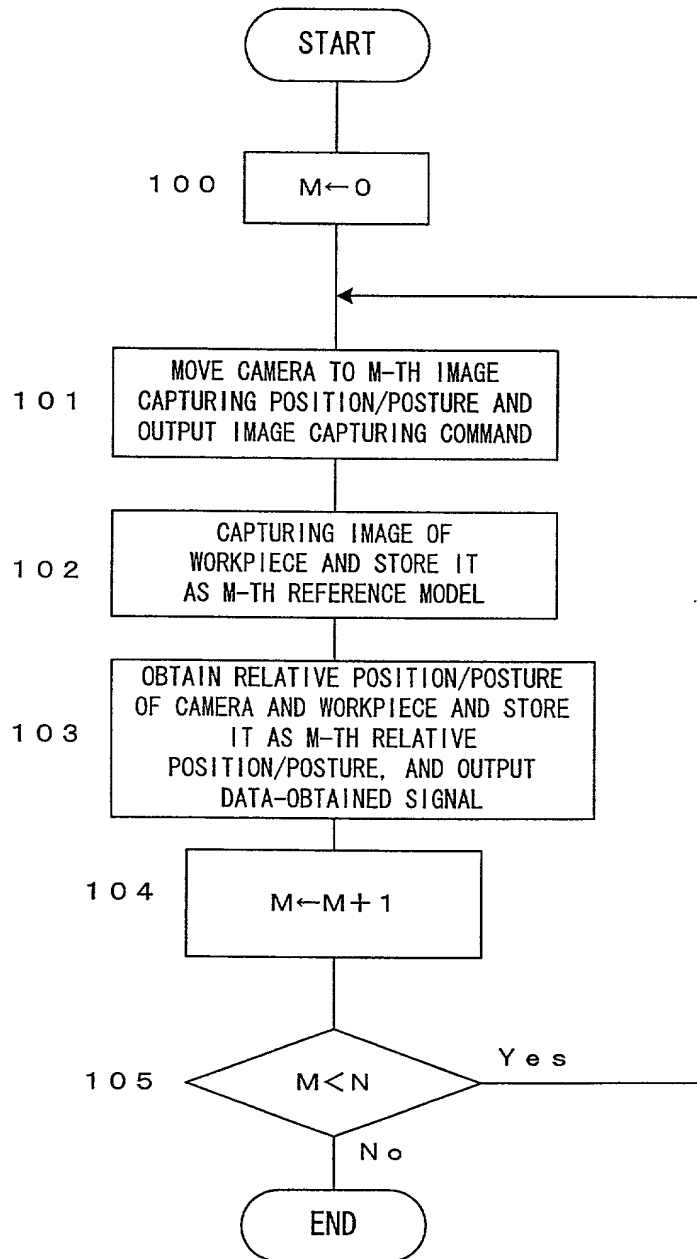 START
100
M←0
101
MOVE CAMERA TO M-TH IMAGE
CAPTURING POSITION/POSTURE AND
OUTPUT IMAGE CAPTURING COMMAND
102
CAPTURING IMAGE OF
WORKPIECE AND STORE IT
AS M-TH REFERENCE MODEL
103
OBTAIN RELATIVE POSITION/POSTURE
OF CAMERA AND WORKPIECE AND STORE
IT AS M-TH RELATIVE
POSITION/POSTURE, AND OUTPUT
DATA-OBTAINED SIGNAL
104
M←M+1
105
M<N
Yes
No
END